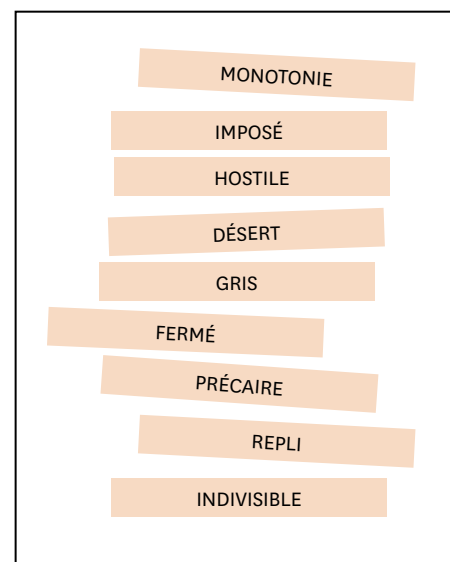 MONOTONIE
IMPOSÉ
HOSTILE
DÉSERT
GRIS
FERMÉ
PRÉCAIRE
REPLI
INDIVISIBLE